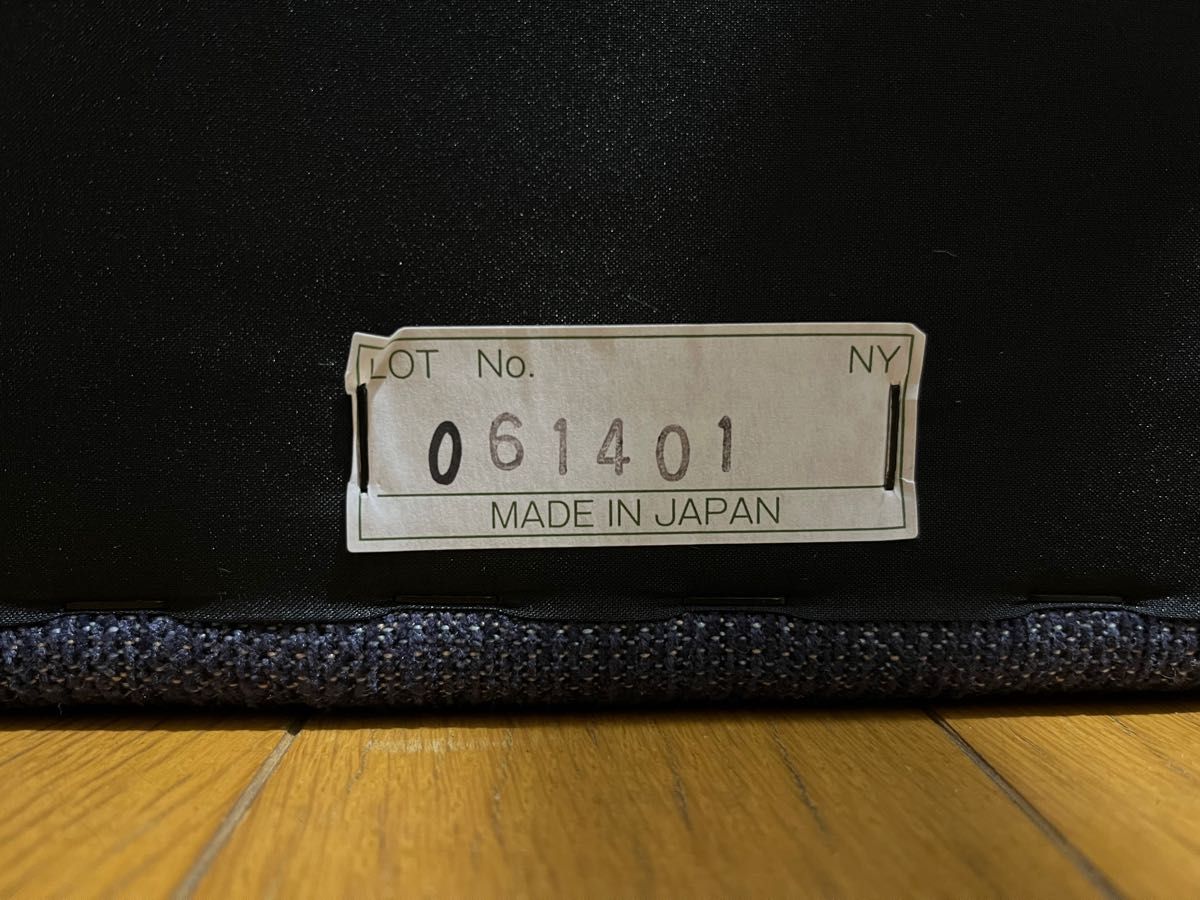 LOT No. NY
061401
MADE IN JAPAN